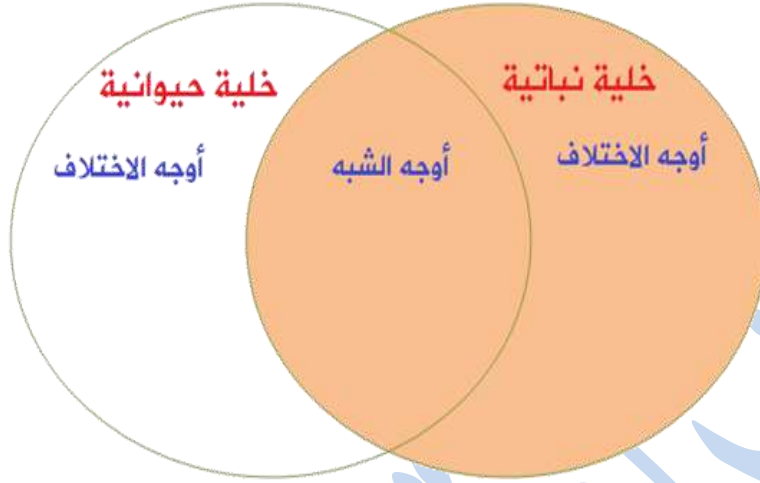 خلية نباتية
خلية حيوانية
أوجه الاختلاف
أوجه الشبه
أوجه الاختلاف